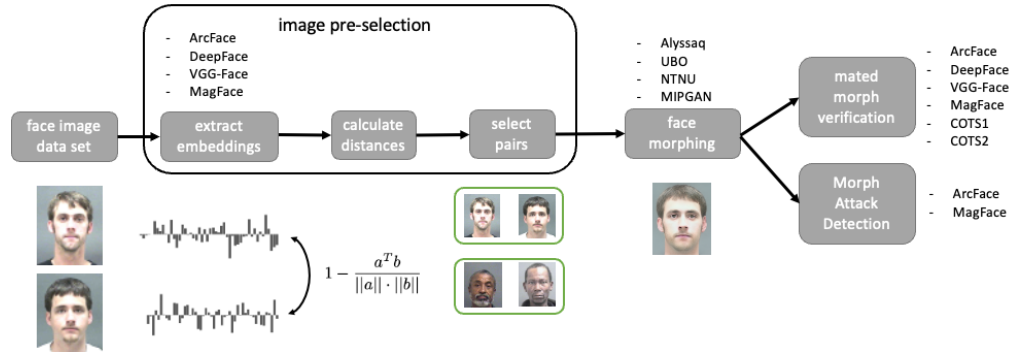 image pre-selection
- ArcFace
- DeepFace
- VGG-Face
- MagFace
- Alyssaq
- UBO
- NTNU
- MIPGAN
- ArcFace
- DeepFace
- VGG-Face
- MagFace
- COTS1
- COTS2
face image
data set
extract
embeddings
calculate
distances
select
pairs
face
morphing
mated
morph
verification
Morph
Attack
Detection
- ArcFace
- MagFace
1 − aᵀb / ||a|| · ||b||